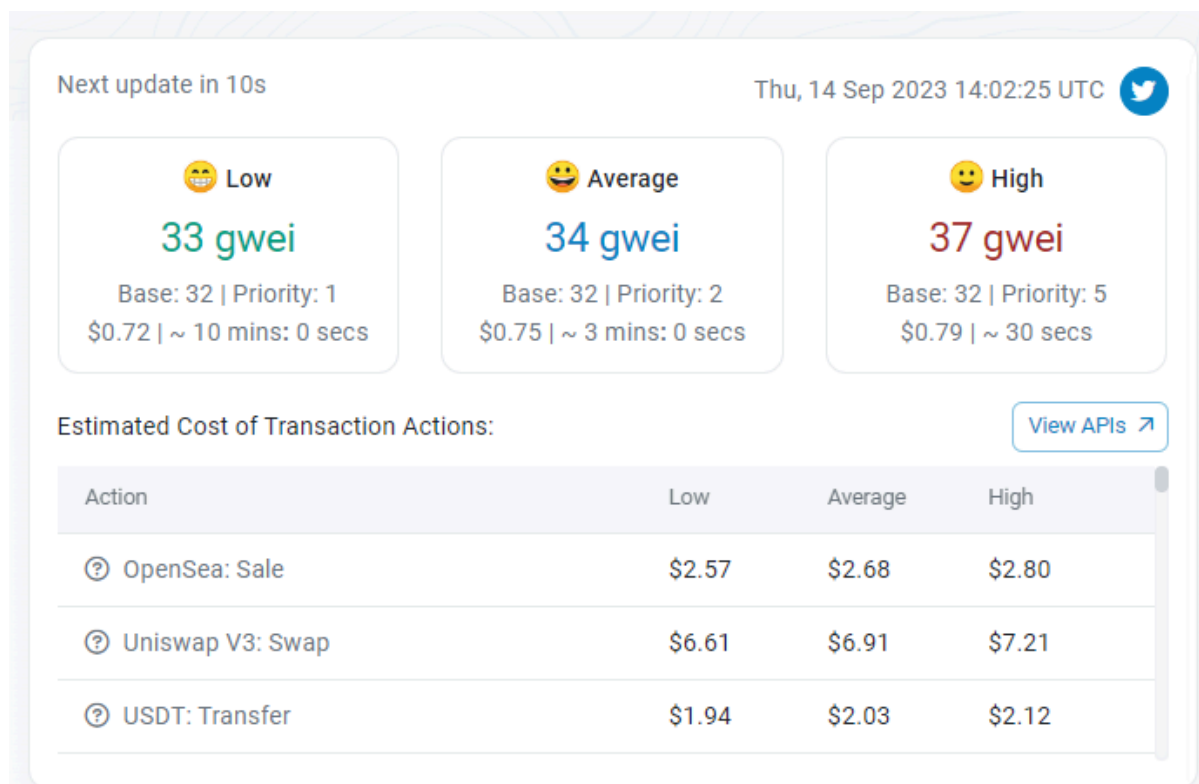 Next update in 10s
Thu, 14 Sep 2023 14:02:25 UTC
😁 Low
33 gwei
Base: 32 | Priority: 1
$0.72 | ~ 10 mins: 0 secs
😀 Average
34 gwei
Base: 32 | Priority: 2
$0.75 | ~ 3 mins: 0 secs
🙂 High
37 gwei
Base: 32 | Priority: 5
$0.79 | ~ 30 secs
Estimated Cost of Transaction Actions:
View APIs
Action Low Average High
OpenSea: Sale $2.57 $2.68 $2.80
Uniswap V3: Swap $6.61 $6.91 $7.21
USDT: Transfer $1.94 $2.03 $2.12